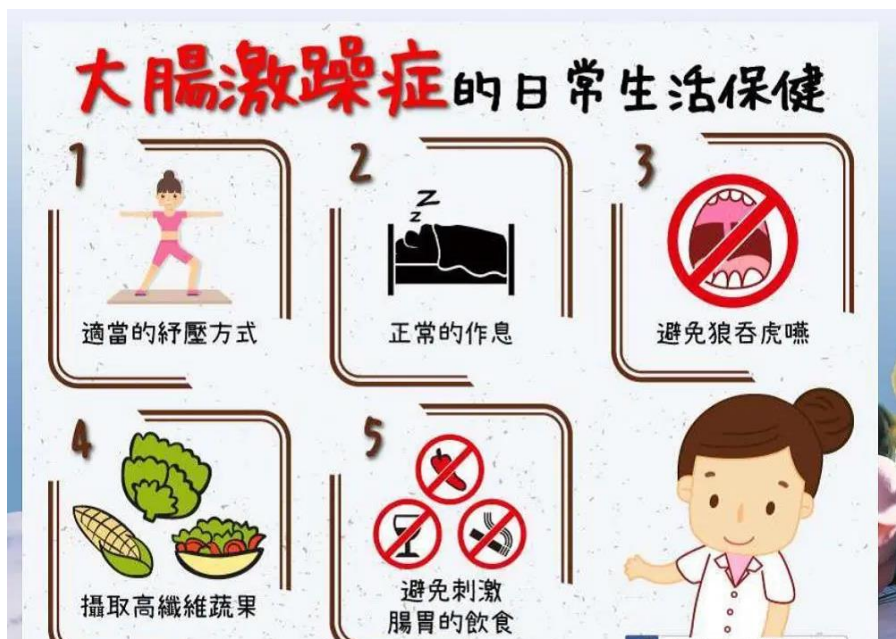 大腸激躁症的日常生活保健
1
適當的紓壓方式
2
z
Z
正常的作息
3
避免狼吞虎嚥
4
攝取高纖維蔬果
5
避免刺激
腸胃的飲食